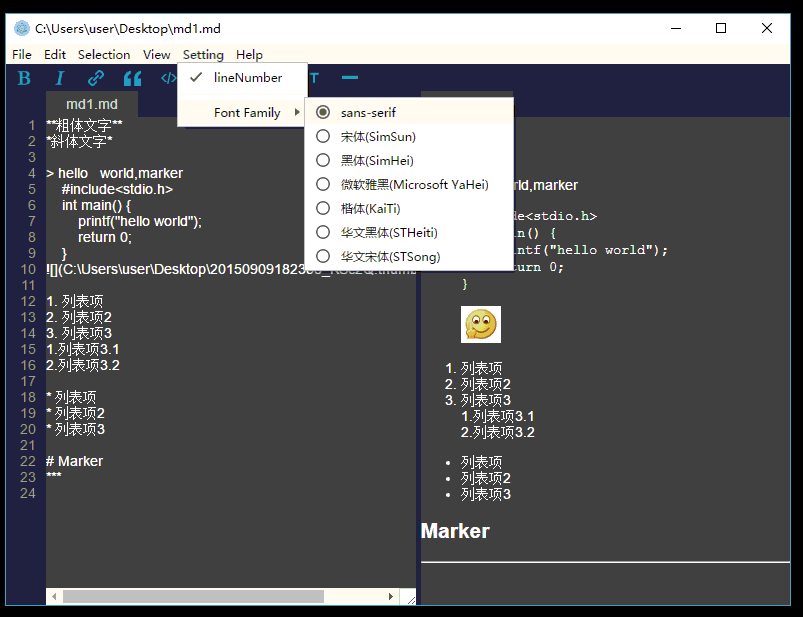 C:\Users\user\Desktop\md1.md
File Edit Selection View Setting Help
B I </> T
lineNumber
Font Family
sans-serif
宋体(SimSun)
黑体(SimHei)
微软雅黑(Microsoft YaHei)
楷体(KaiTi)
华文黑体(STHeiti)
华文宋体(STSong)
md1.md
1 **粗体文字**
2 *斜体文字*
3
4 > hello world,marker
5 #include<stdio.h>
6 int main() {
7 printf("hello world");
8 return 0;
9 }
10 ![](C:\Users\user\Desktop\20150909182
11
12 1. 列表项
13 2. 列表项2
14 3. 列表项3
15 1.列表项3.1
16 2.列表项3.2
17
18 * 列表项
19 * 列表项2
20 * 列表项3
21
22 # Marker
23 ***
24
rld,marker
de<stdio.h>
in() {
ntf("hello world");
urn 0;
}
1. 列表项
2. 列表项2
3. 列表项3
1.列表项3.1
2.列表项3.2
• 列表项
• 列表项2
• 列表项3
Marker